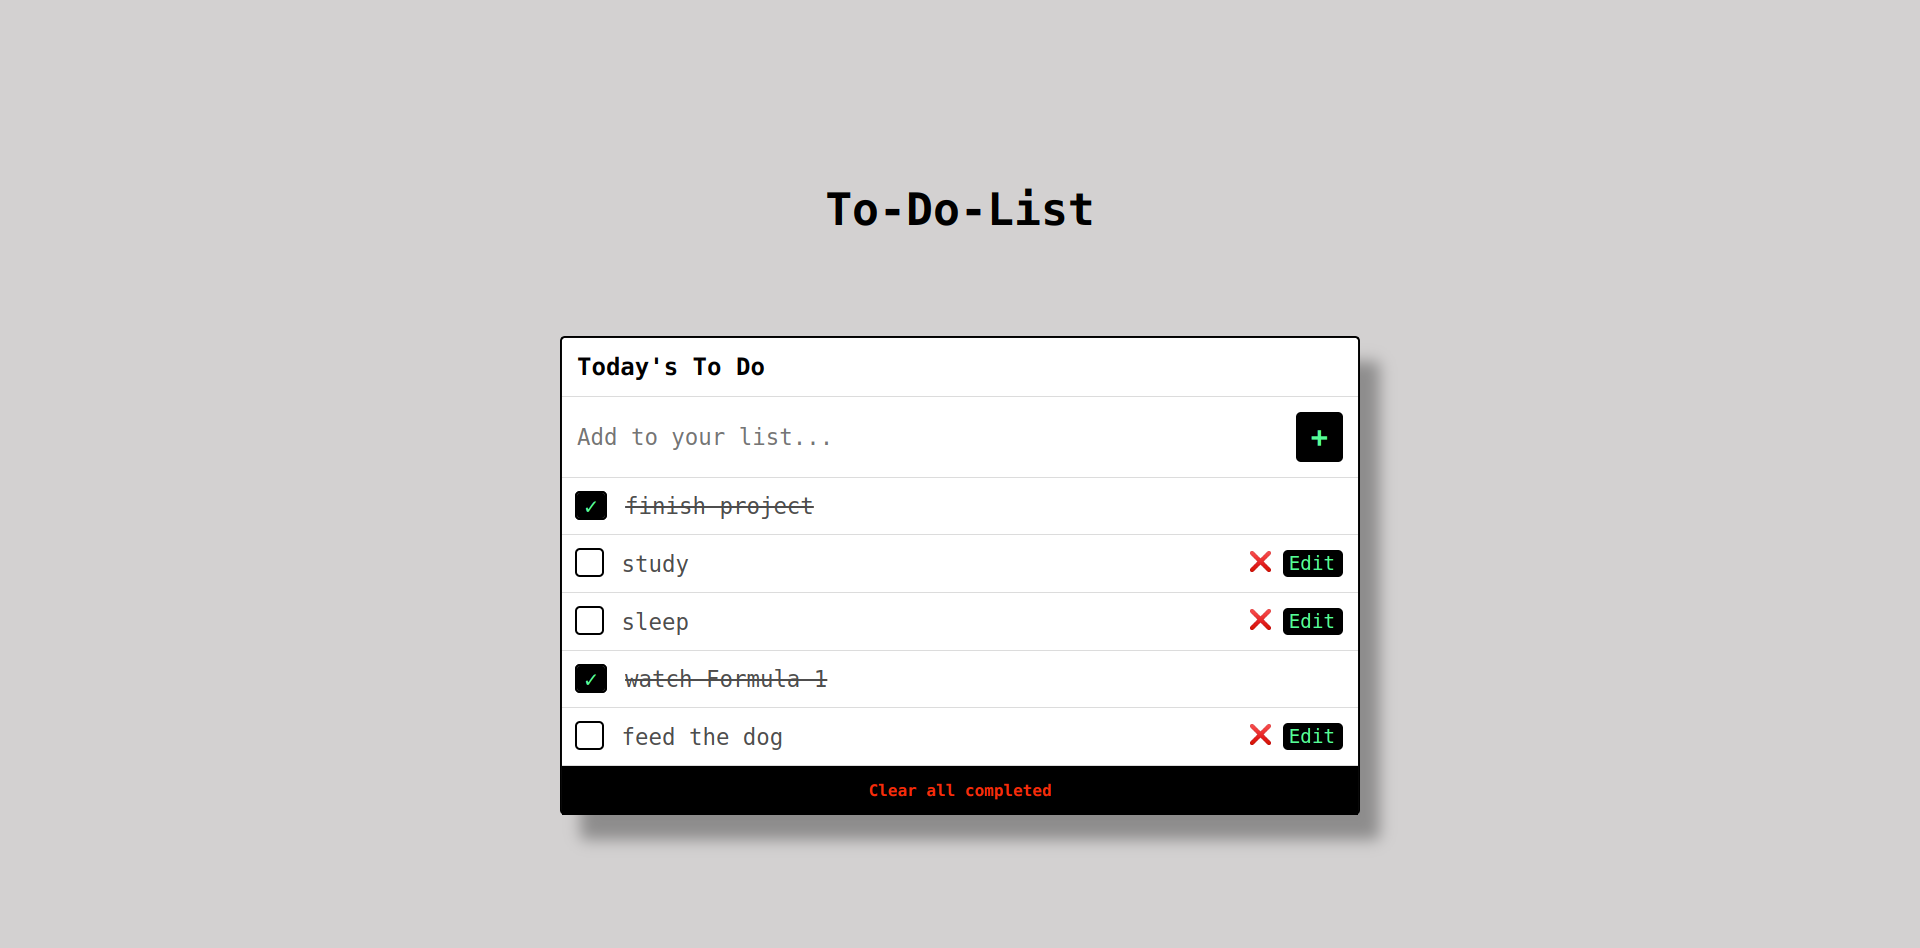 To-Do-List
Today's To Do
Add to your list...
+
✓ finish project
study ❌ Edit
sleep ❌ Edit
✓ watch Formula 1
feed the dog ❌ Edit
Clear all completed